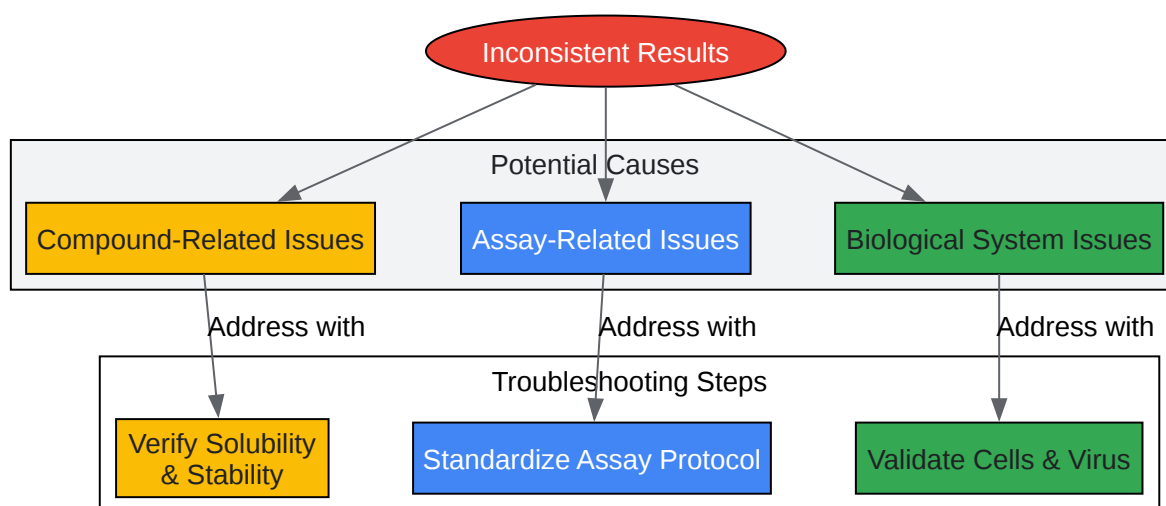 Inconsistent Results
Potential Causes
Compound-Related Issues
Assay-Related Issues
Biological System Issues
Address with
Address with
Address with
Troubleshooting Steps
Verify Solubility
& Stability
Standardize Assay Protocol
Validate Cells & Virus